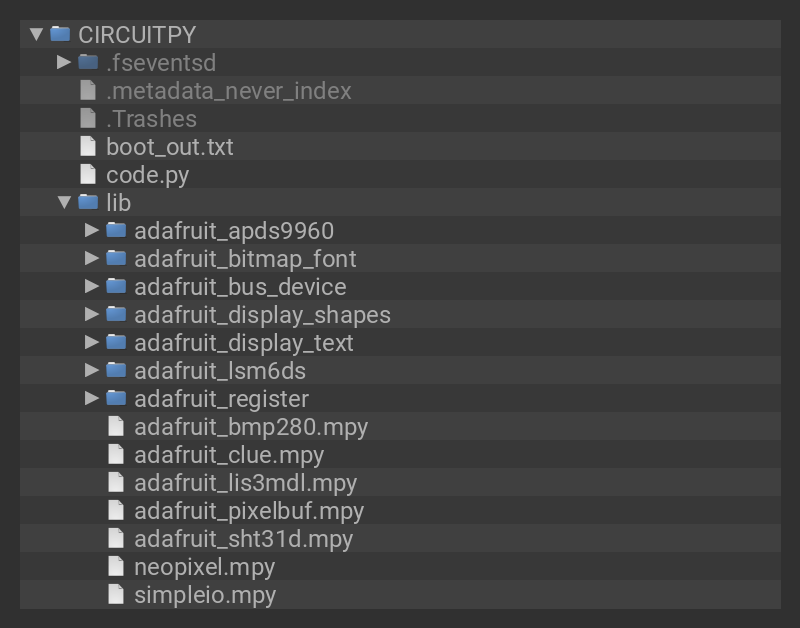 CIRCUITPY
.fseventsd
.metadata_never_index
.Trashes
boot_out.txt
code.py
lib
adafruit_apds9960
adafruit_bitmap_font
adafruit_bus_device
adafruit_display_shapes
adafruit_display_text
adafruit_lsm6ds
adafruit_register
adafruit_bmp280.mpy
adafruit_clue.mpy
adafruit_lis3mdl.mpy
adafruit_pixelbuf.mpy
adafruit_sht31d.mpy
neopixel.mpy
simpleio.mpy